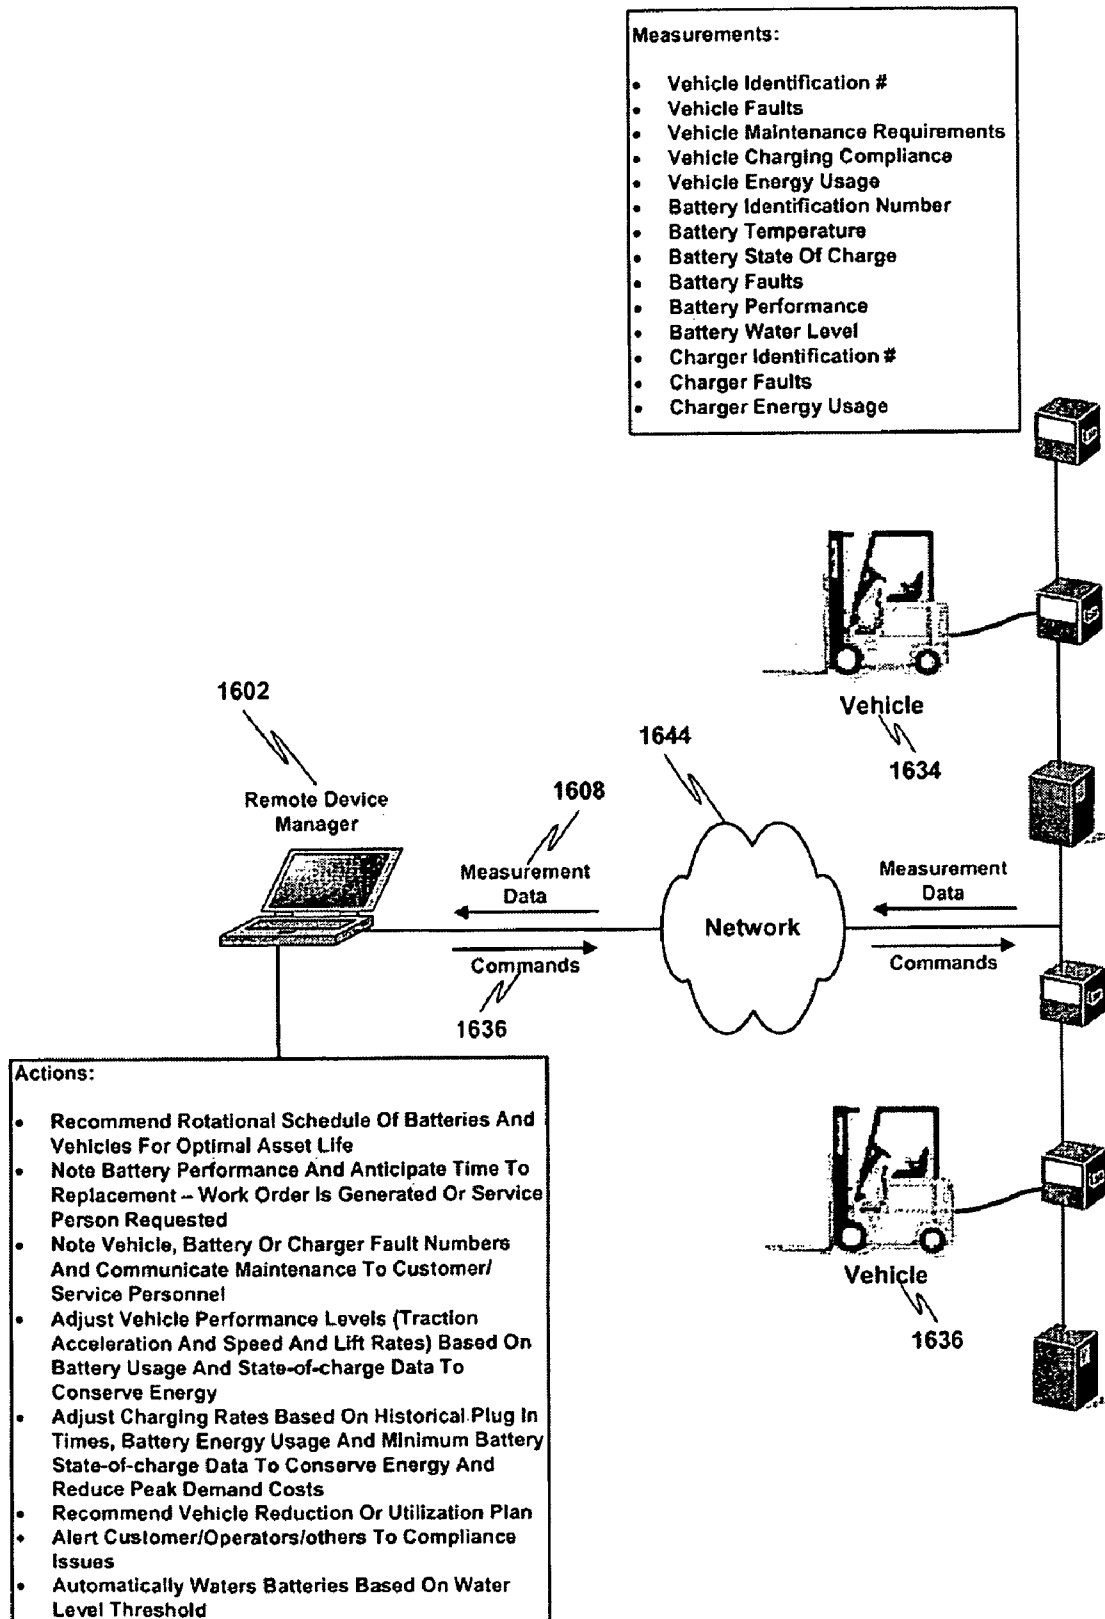 Measurements:
• Vehicle Identification #
• Vehicle Faults
• Vehicle Maintenance Requirements
• Vehicle Charging Compliance
• Vehicle Energy Usage
• Battery Identification Number
• Battery Temperature
• Battery State Of Charge
• Battery Faults
• Battery Performance
• Battery Water Level
• Charger Identification #
• Charger Faults
• Charger Energy Usage
Vehicle
1634
1602
Remote Device
Manager
1644
1608
Measurement
Data
Commands
1636
Network
Measurement
Data
Commands
Vehicle
1636
Actions:
• Recommend Rotational Schedule Of Batteries And
Vehicles For Optimal Asset Life
• Note Battery Performance And Anticipate Time To
Replacement – Work Order Is Generated Or Service
Person Requested
• Note Vehicle, Battery Or Charger Fault Numbers
And Communicate Maintenance To Customer/
Service Personnel
• Adjust Vehicle Performance Levels (Traction
Acceleration And Speed And Lift Rates) Based On
Battery Usage And State-of-charge Data To
Conserve Energy
• Adjust Charging Rates Based On Historical Plug In
Times, Battery Energy Usage And Minimum Battery
State-of-charge Data To Conserve Energy And
Reduce Peak Demand Costs
• Recommend Vehicle Reduction Or Utilization Plan
• Alert Customer/Operators/others To Compliance
Issues
• Automatically Waters Batteries Based On Water
Level Threshold